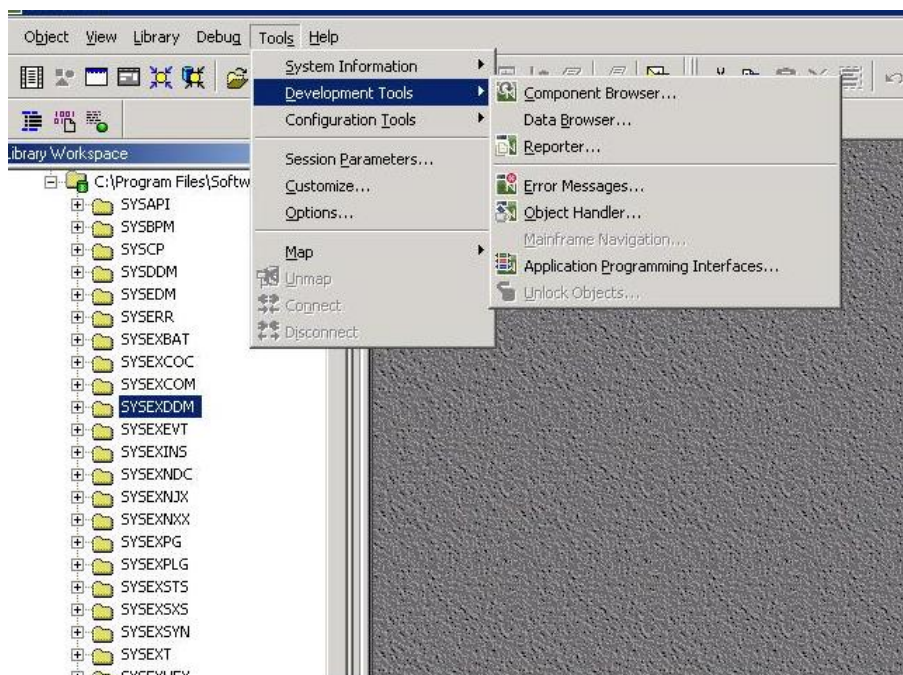 Object View Library Debug Tools Help
System Information
Development Tools
Configuration Tools
Session Parameters...
Customize...
Options...
Map
Unmap
Connect
Disconnect
Component Browser...
Data Browser...
Reporter...
Error Messages...
Object Handler...
Mainframe Navigation...
Application Programming Interfaces...
Unlock Objects...
Library Workspace
C:\Program Files\Softw
SYSAPI
SYSBPM
SYSCP
SYSDDM
SYSEDM
SYSERR
SYSEXBAT
SYSEXCOC
SYSEXCOM
SYSEXDDM
SYSEXEVT
SYSEXINS
SYSEXNDC
SYSEXNJX
SYSEXNXX
SYSEXPG
SYSEXPLG
SYSEXSTS
SYSEXSXS
SYSEXSYN
SYSEXT